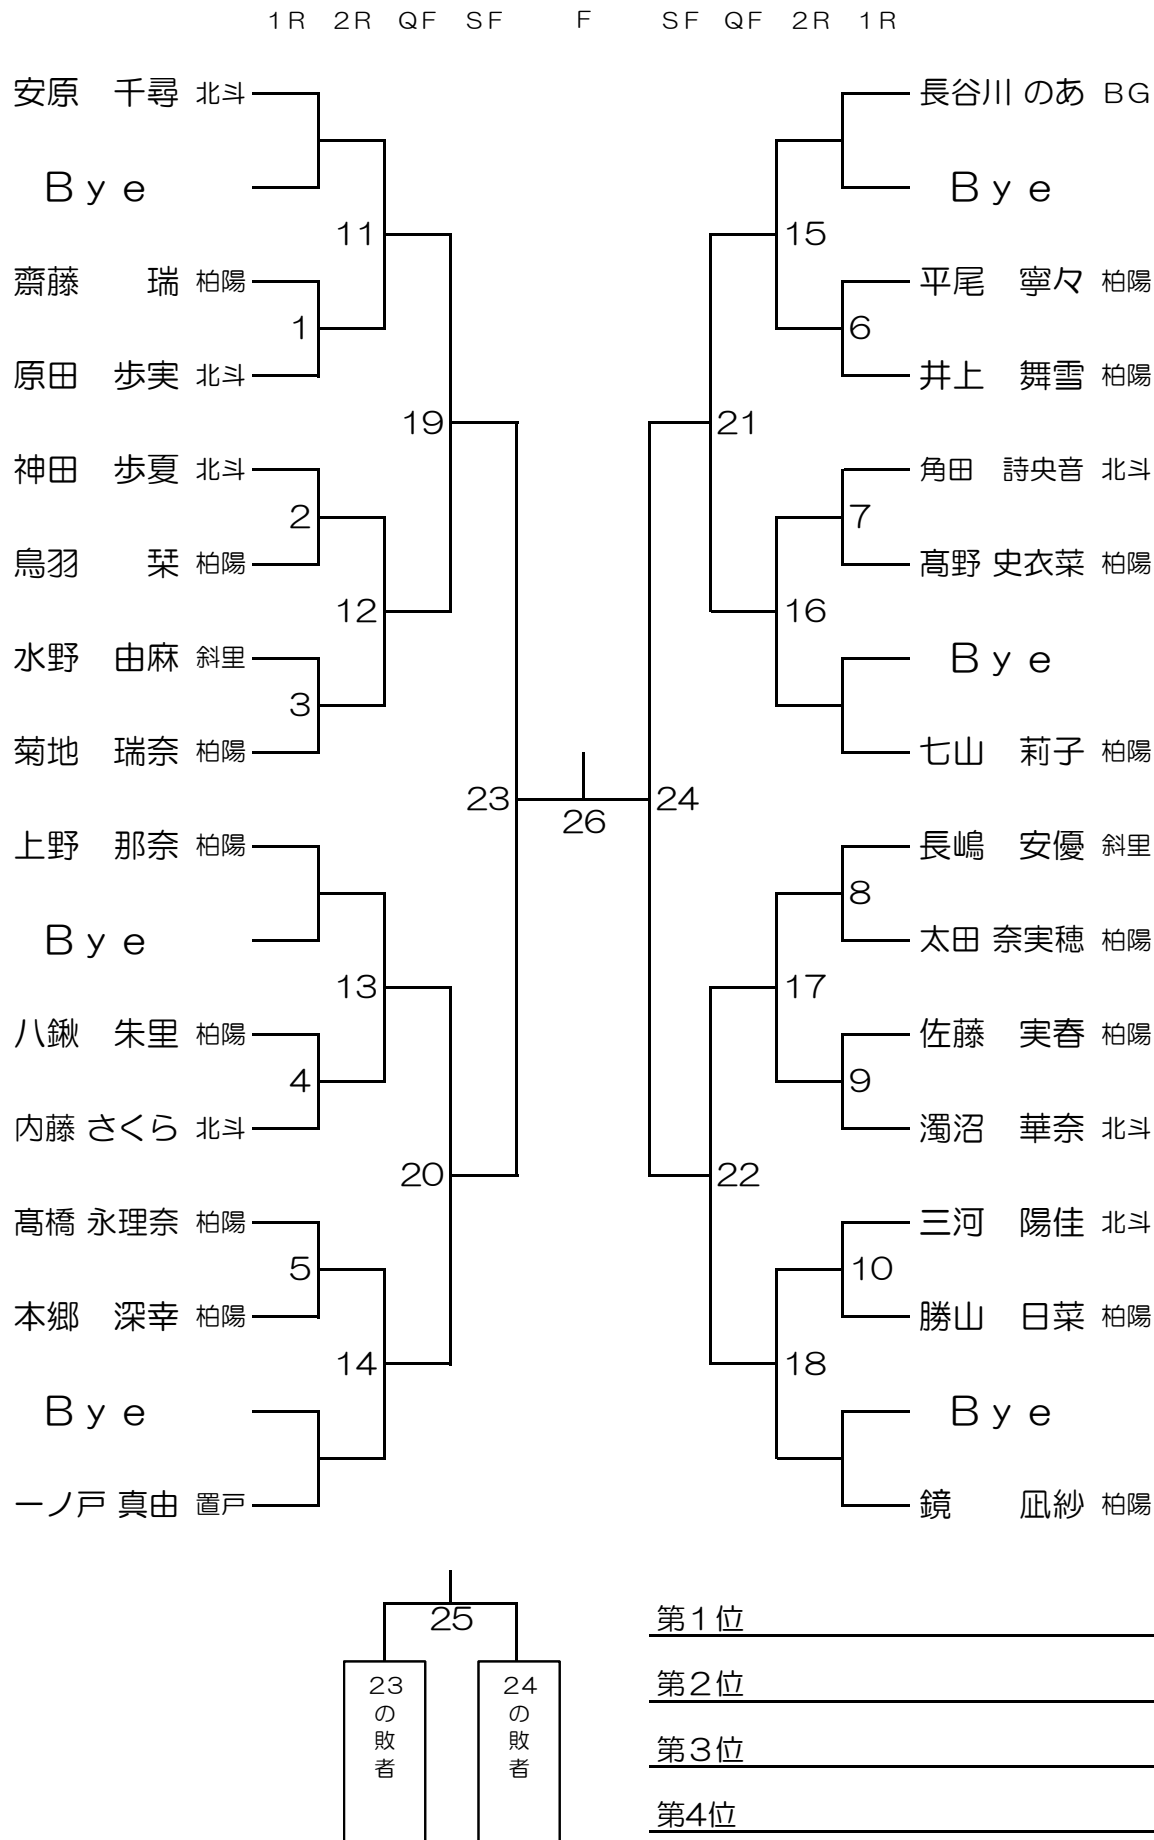 1R 2R QF SF F SF QF 2R 1R
安原 千尋 北斗
長谷川 のあ BG
Bye
Bye
11
15
齋藤 瑞 柏陽
平尾 寧々 柏陽
1
6
原田 歩実 北斗
井上 舞雪 柏陽
19
21
神田 歩夏 北斗
角田 詩央音 北斗
2
7
鳥羽 栞 柏陽
髙野 史衣菜 柏陽
12
16
水野 由麻 斜里
Bye
3
菊地 瑞奈 柏陽
七山 莉子 柏陽
23
26
24
上野 那奈 柏陽
長嶋 安優 斜里
8
Bye
太田 奈実穂 柏陽
13
17
八鍬 朱里 柏陽
佐藤 実春 柏陽
4
9
内藤 さくら 北斗
濁沼 華奈 北斗
20
22
髙橋 永理奈 柏陽
三河 陽佳 北斗
5
10
本郷 深幸 柏陽
勝山 日菜 柏陽
14
18
Bye
Bye
一ノ戸 真由 置戸
鏡 凪紗 柏陽
25
23の敗者
24の敗者
第1位
第2位
第3位
第4位